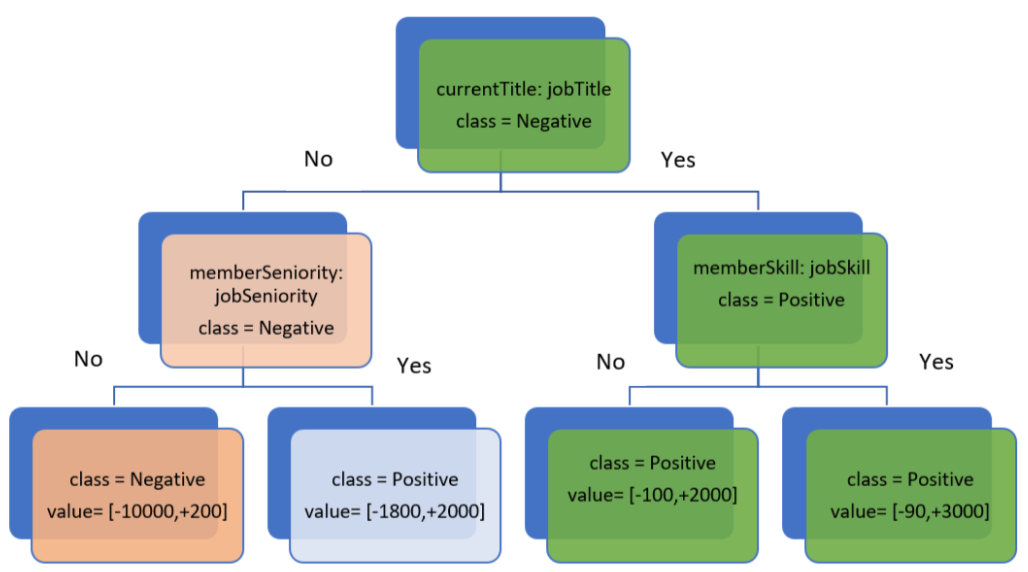 currentTitle: jobTitle
class = Negative
No
Yes
memberSeniority:
jobSeniority
class = Negative
memberSkill: jobSkill
class = Positive
No
Yes
No
Yes
class = Negative
value= [-10000,+200]
class = Positive
value= [-1800,+2000]
class = Positive
value= [-100,+2000]
class = Positive
value= [-90,+3000]